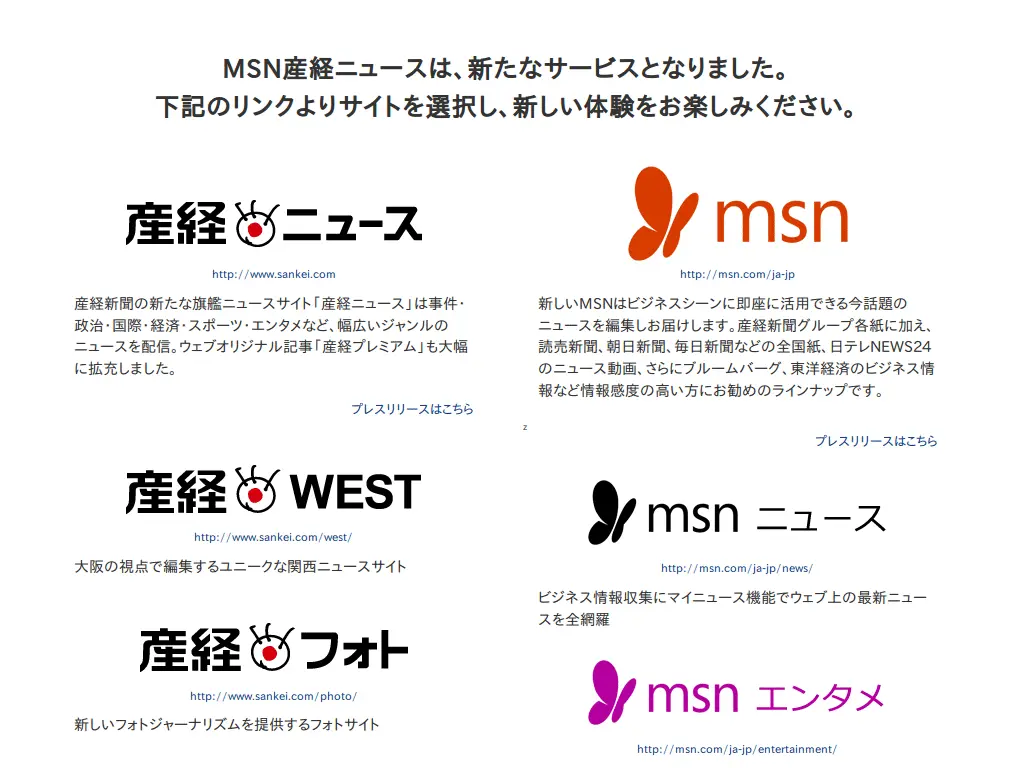 MSN産経ニュースは、新たなサービスとなりました。
下記のリンクよりサイトを選択し、新しい体験をお楽しみください。
産経ニュース
http://www.sankei.com
産経新聞の新たな旗艦ニュースサイト「産経ニュース」は事件・
政治・国際・経済・スポーツ・エンタメなど、幅広いジャンルの
ニュースを配信。ウェブオリジナル記事「産経プレミアム」も大幅
に拡充しました。
プレスリリースはこちら
産経WEST
http://www.sankei.com/west/
大阪の視点で編集するユニークな関西ニュースサイト
産経フォト
http://www.sankei.com/photo/
新しいフォトジャーナリズムを提供するフォトサイト
z
msn
http://msn.com/ja-jp
新しいMSNはビジネスシーンに即座に活用できる今話題の
ニュースを編集しお届けします。産経新聞グループ各紙に加え、
読売新聞、朝日新聞、毎日新聞などの全国紙、日テレNEWS24
のニュース動画、さらにブルームバーグ、東洋経済のビジネス情
報など情報感度の高い方にお勧めのラインナップです。
プレスリリースはこちら
msn ニュース
http://msn.com/ja-jp/news/
ビジネス情報収集にマイニュース機能でウェブ上の最新ニュー
スを全網羅
msn エンタメ
http://msn.com/ja-jp/entertainment/